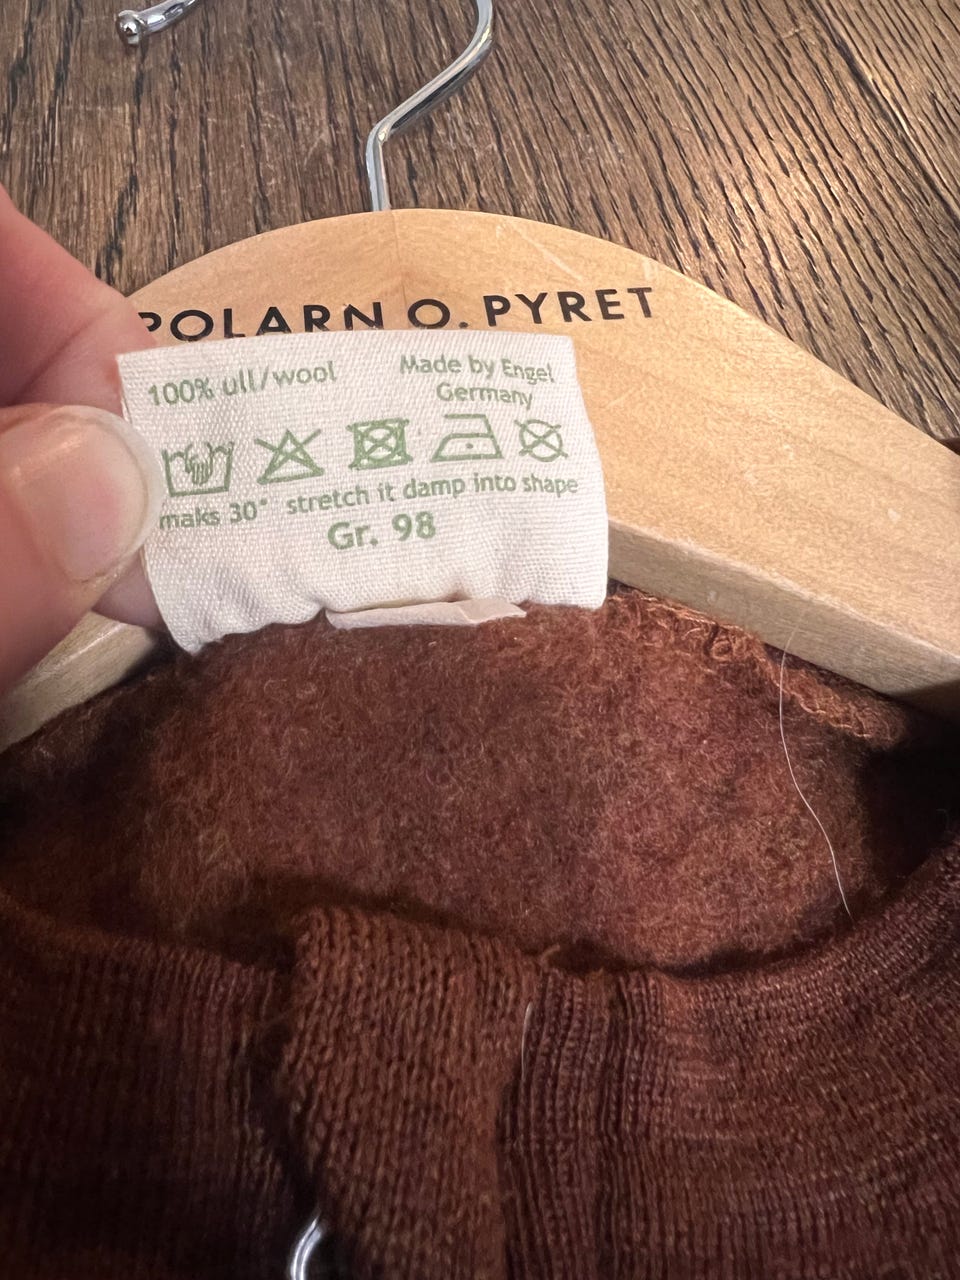 POLARN O. PYRET
100% ull/wool
Made by Engel
Germany
maks 30° stretch it damp into shape
Gr. 98